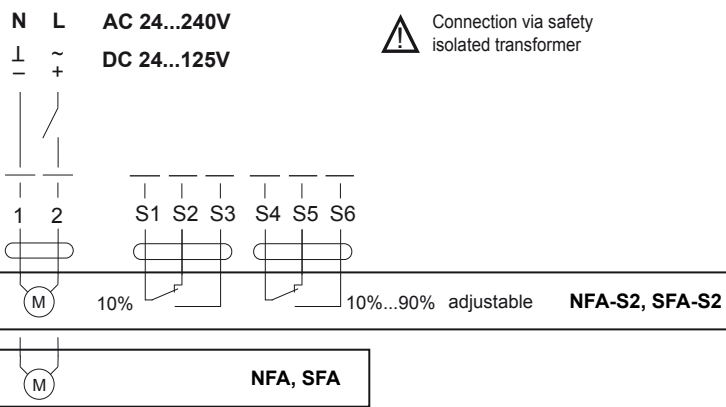 N L AC 24...240V
⊥ ~ DC 24...125V
− +
Connection via safety
isolated transformer
1 2 S1 S2 S3 S4 S5 S6
M 10% 10%...90% adjustable NFA-S2, SFA-S2
M NFA, SFA